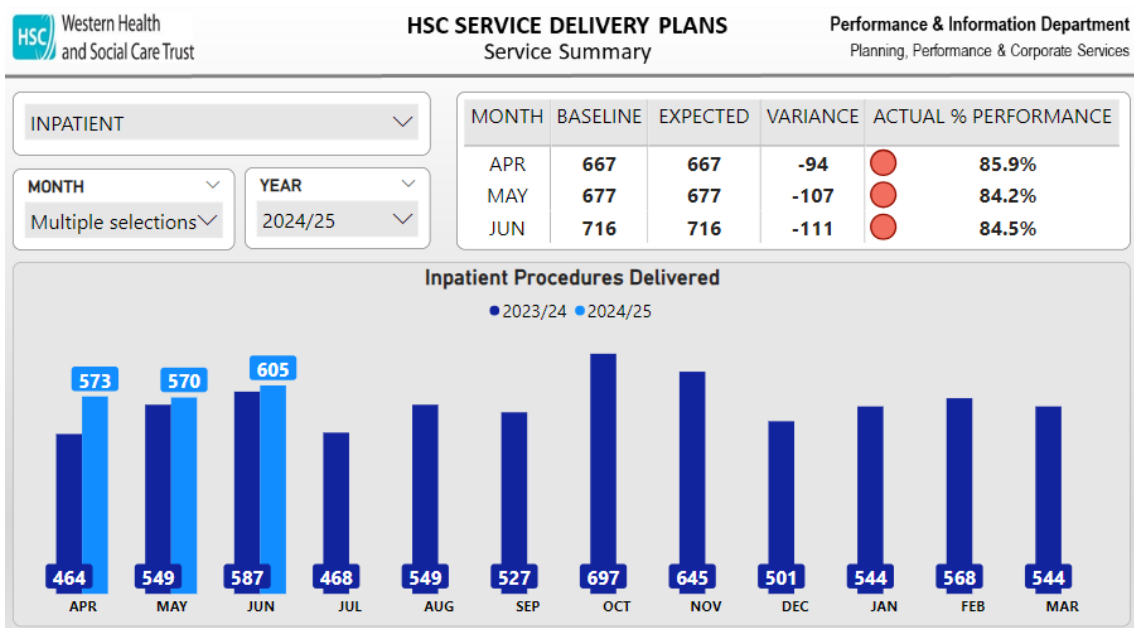 HSC
Western Health
and Social Care Trust
HSC SERVICE DELIVERY PLANS
Service Summary
Performance & Information Department
Planning, Performance & Corporate Services
INPATIENT
MONTH
Multiple selections
YEAR
2024/25
MONTH BASELINE EXPECTED VARIANCE ACTUAL % PERFORMANCE
APR 667 667 -94 85.9%
MAY 677 677 -107 84.2%
JUN 716 716 -111 84.5%
Inpatient Procedures Delivered
2023/24 2024/25
573 570 605
464 549 587 468 549 527 697 645 501 544 568 544
APR MAY JUN JUL AUG SEP OCT NOV DEC JAN FEB MAR